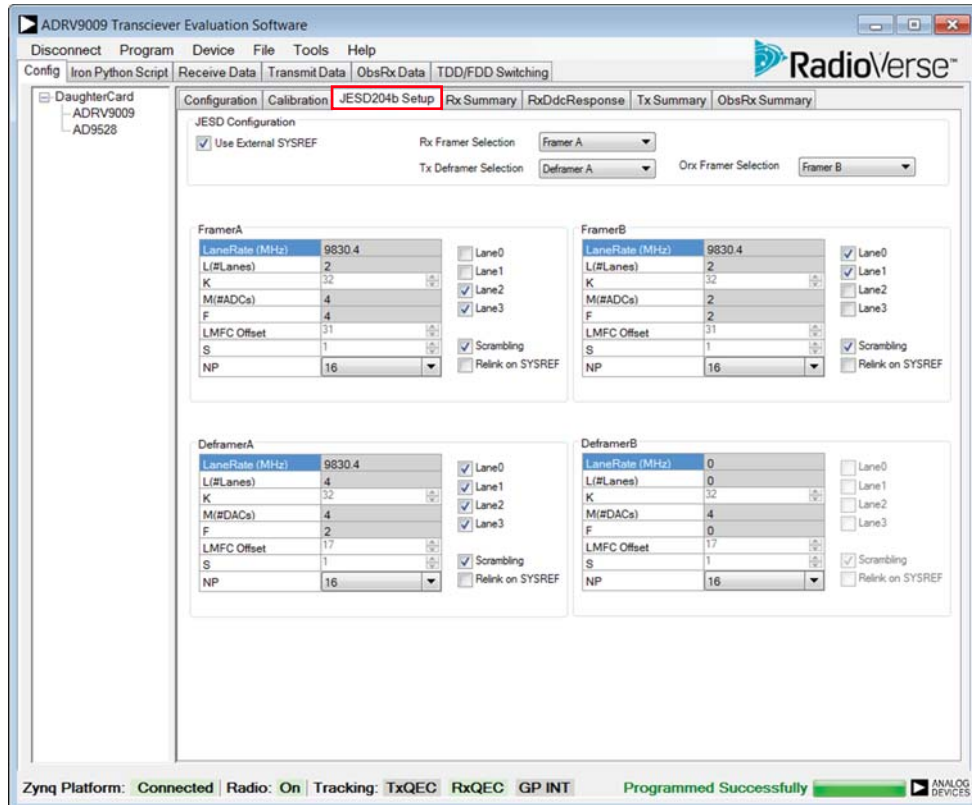 ADRV9009 Transciever Evaluation Software
Disconnect Program Device File Tools Help
RadioVerse™
Config Iron Python Script Receive Data Transmit Data ObsRx Data TDD/FDD Switching
DaughterCard
ADRV9009
AD9528
Configuration Calibration JESD204b Setup Rx Summary RxDdcResponse Tx Summary ObsRx Summary
JESD Configuration
Use External SYSREF Rx Framer Selection Framer A
Tx Deframer Selection Deframer A Orx Framer Selection Framer B
FramerA
LaneRate (MHz) 9830.4 Lane0
L(#Lanes) 2 Lane1
K 32 Lane2
M(#ADCs) 4 Lane3
F 4
LMFC Offset 31
S 1 Scrambling
NP 16 Relink on SYSREF
FramerB
LaneRate (MHz) 9830.4 Lane0
L(#Lanes) 2 Lane1
K 32 Lane2
M(#ADCs) 2 Lane3
F 2
LMFC Offset 31
S 1 Scrambling
NP 16 Relink on SYSREF
DeframerA
LaneRate (MHz) 9830.4 Lane0
L(#Lanes) 4 Lane1
K 32 Lane2
M(#DACs) 4 Lane3
F 2
LMFC Offset 17
S 1 Scrambling
NP 16 Relink on SYSREF
DeframerB
LaneRate (MHz) 0 Lane0
L(#Lanes) 0 Lane1
K 32 Lane2
M(#DACs) 4 Lane3
F 0
LMFC Offset 17
S 1 Scrambling
NP 16 Relink on SYSREF
Zynq Platform: Connected Radio: On Tracking: TxQEC RxQEC GP INT Programmed Successfully ANALOG DEVICES